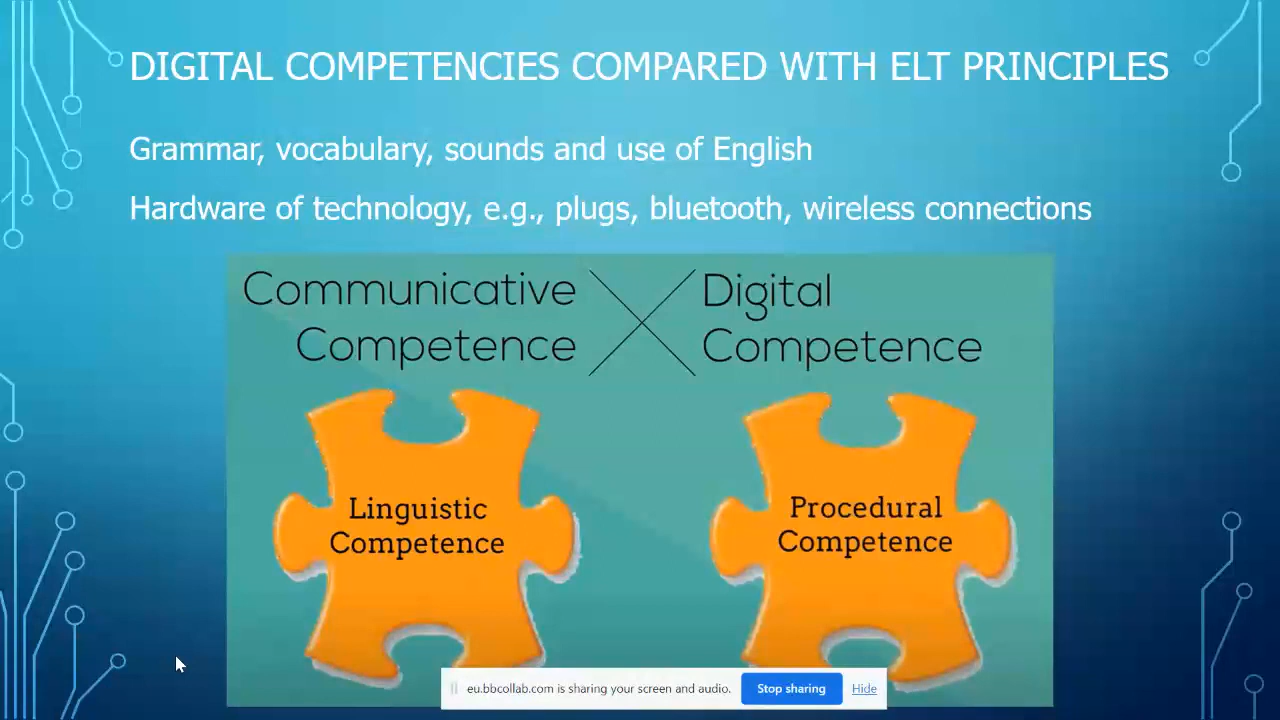 DIGITAL COMPETENCIES COMPARED WITH ELT PRINCIPLES
Grammar, vocabulary, sounds and use of English
Hardware of technology, e.g., plugs, bluetooth, wireless connections
Communicative
Competence
Digital
Competence
Linguistic
Competence
Procedural
Competence
eu.bbcollab.com is sharing your screen and audio.
Stop sharing
Hide